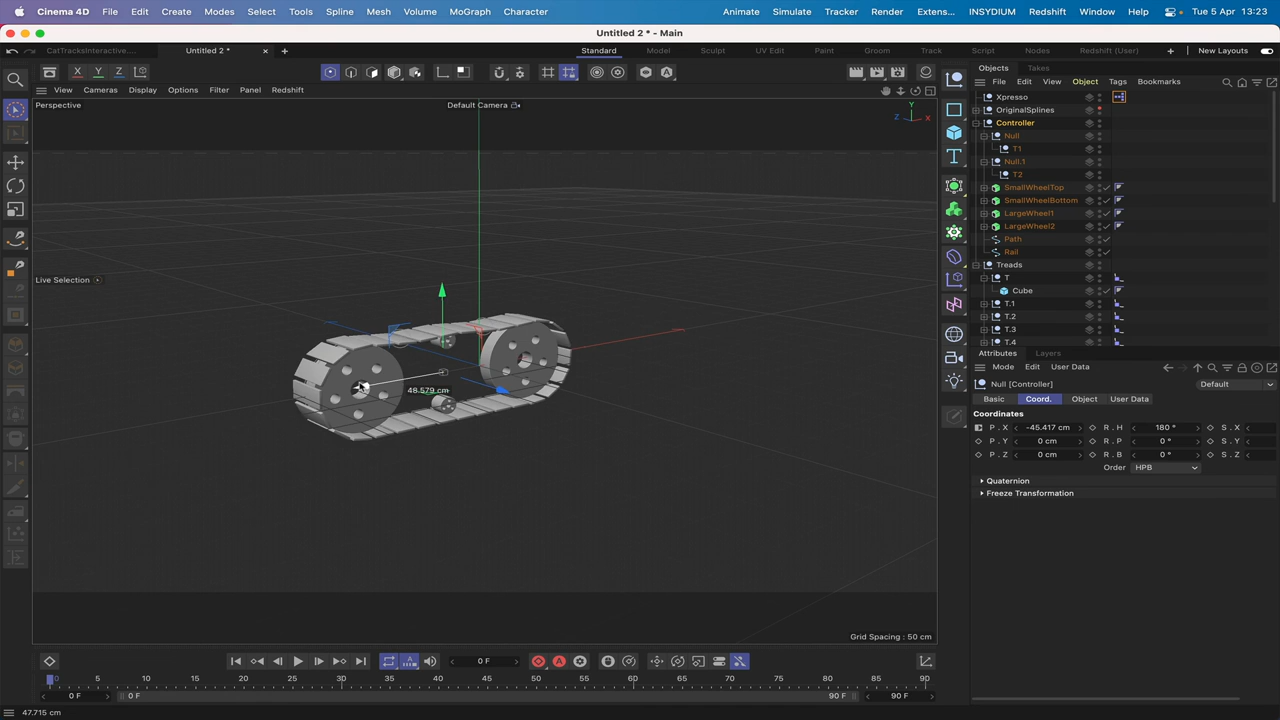 Cinema 4D File Edit Create Modes Select Tools Spline Mesh Volume MoGraph Character Animate Simulate Tracker Render Extens... INSYDIUM Redshift Window Help Tue 5 Apr 13:23
Untitled 2 * - Main
CatTracksInteractive.... Untitled 2 * Standard Model Sculpt UV Edit Paint Groom Track Script Nodes Redshift (User) New Layouts
X Y Z
Objects Takes
View Cameras Display Options Filter Panel Redshift
File Edit View Object Tags Bookmarks
Perspective
Default Camera
Y
Z X
Xpresso
OriginalSplines
Controller
Null
T1
Null.1
T2
SmallWheelTop
SmallWheelBottom
LargeWheel1
LargeWheel2
Path
Rail
Treads
T
Cube
T.1
T.2
T.3
T.4
Live Selection
48.579 cm
Attributes Layers
Mode Edit User Data
Null [Controller] Default
Basic Coord. Object User Data
Coordinates
P . X -45.417 cm R . H 180 ° S . X
P . Y 0 cm R . P 0 ° S . Y
P . Z 0 cm R . B 0 ° S . Z
Order HPB
Quaternion
Freeze Transformation
Grid Spacing : 50 cm
0 F
0 5 10 15 20 25 30 35 40 45 50 55 60 65 70 75 80 85 90
0 F 0 F 90 F 90 F
47.715 cm